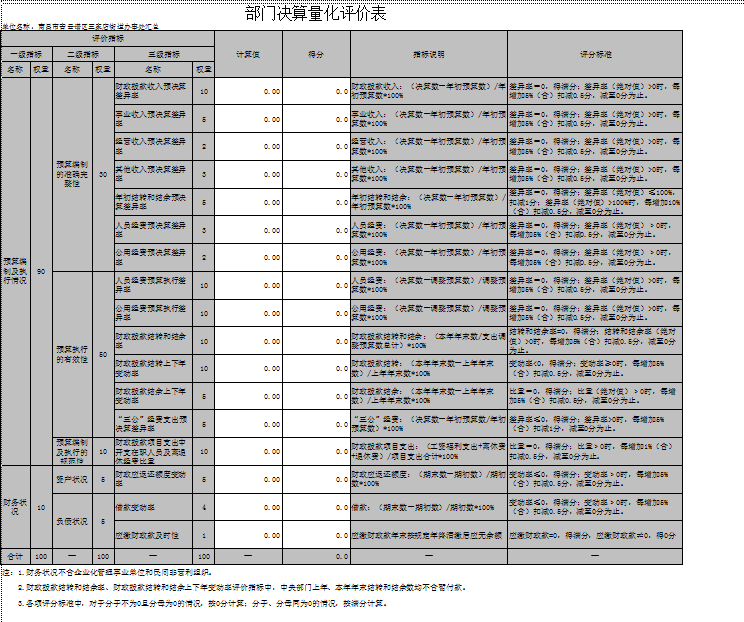 部门决算量化评价表
单位名称：南昌市青云谱区三家店街道办事处汇总
评价指标 计算值 得分 指标说明 评分标准
一级指标 二级指标 三级指标
名称 权重 名称 权重 名称 权重
预算编制及执行情况 90 预算编制的准确完整性 30 财政拨款收入预决算差异率 10 0.00 0.0 财政拨款收入：（决算数－年初预算数）/年初预算数*100% 差异率＝0，得满分；差异率（绝对值）>0时，每增加5%（含）扣减0.5分，减至0分为止。
事业收入预决算差异率 5 0.00 0.0 事业收入：（决算数－年初预算数）/年初预算数*100% 差异率＝0，得满分；差异率（绝对值）>0时，每增加5%（含）扣减0.5分，减至0分为止。
经营收入预决算差异率 2 0.00 0.0 经营收入：（决算数－年初预算数）/年初预算数*100% 差异率＝0，得满分；差异率（绝对值）>0时，每增加5%（含）扣减0.5分，减至0分为止。
其他收入预决算差异率 3 0.00 0.0 其他收入：（决算数－年初预算数）/年初预算数*100% 差异率＝0，得满分；差异率（绝对值）>0时，每增加5%（含）扣减0.5分，减至0分为止。
年初结转和结余预决算差异率 5 0.00 0.0 年初结转和结余：（决算数－年初预算数）/年初预算数*100% 差异率＝0，得满分；差异率（绝对值）≤100%，扣减1分；差异率（绝对值）>100%时，每增加10%（含）扣减0.5分，减至0分为止。
人员经费预决算差异率 3 0.00 0.0 人员经费：（决算数－年初预算数）/年初预算数*100% 差异率＝0，得满分；差异率（绝对值）＞0时，每增加5%（含）扣减0.5分，减至0分为止。
公用经费预决算差异率 2 0.00 0.0 公用经费：（决算数－年初预算数）/年初预算数*100% 差异率＝0，得满分；差异率（绝对值）＞0时，每增加5%（含）扣减0.5分，减至0分为止。
预算执行的有效性 50 人员经费预算执行差异率 10 0.00 0.0 人员经费：（决算数－调整预算数）/调整预算数*100% 差异率＝0，得满分；差异率（绝对值）>0时，每增加5%（含）扣减0.5分，减至0分为止。
公用经费预算执行差异率 10 0.00 0.0 公用经费：（决算数－调整预算数）/调整预算数*100% 差异率＝0，得满分；差异率（绝对值）>0时，每增加5%（含）扣减0.5分，减至0分为止。
财政拨款结转和结余率 10 0.00 0.0 财政拨款结转和结余：（本年年末数/支出调整预算数总计）*100% 结转和结余率=0，得满分；结转和结余率（绝对值）>0时，每增加5%（含）扣减0.5分，减至0分为止。
财政拨款结转上下年变动率 10 0.00 0.0 财政拨款结转：（本年年末数－上年年末数）/上年年末数*100% 变动率<0，得满分；变动率≥0时，每增加5%（含）扣减0.5分，减至0分为止。
财政拨款结余上下年变动率 5 0.00 0.0 财政拨款结余：（本年年末数－上年年末数）/上年年末数*100% 比重＝0，得满分；比重（绝对值）＞0时，每增加5%（含）扣减0.5分，减至0分为止。
“三公”经费支出预决算差异率 5 0.00 0.0 “三公”经费：（决算数－年初预算数/年初预算数）*100% 差异率≤0，得满分；差异率>0时，每增加5%（含）扣减1分，减至0分为止。
预算编制及执行的规范性 10 财政拨款项目支出中开支在职人员及离退休经费比重 10 0.00 0.0 财政拨款项目支出：（工资福利支出+离休费+退休费）/项目支出合计*100% 比重＝0，得满分；比重＞0时，每增加1%（含）扣减0.5分，减至0分为止。
财务状况 10 资产状况 5 财政应返还额度变动率 5 0.00 0.0 财政应返还额度：（期末数－期初数）/期初数*100% 变动率≤0，得满分；变动率＞0时，每增加5%（含）扣减0.5分，减至0分为止。
负债状况 5 借款变动率 4 0.00 0.0 借款：（期末数－期初数）/期初数*100% 变动率≤0，得满分；变动率＞0时，每增加5%（含）扣减0.5分，减至0分为止。
应缴财政款及时性 1 0.00 0.0 应缴财政款年末按规定年终清缴后应无余额 应缴财政款=0，得满分，应缴财政款≠0，得0分
合计 100 — 100 — 100 — 0.0 — —
注：1.财务状况不含企业化管理事业单位和民间非营利组织。
2.财政拨款结转和结余率、财政拨款结转和结余上下年变动率评价指标中，中央部门上年、本年年末结转和结余数均不含暂付款。
3.各项评分标准中，对于分子不为0且分母为0的情况，按0分计算；分子、分母同为0的情况，按满分计算。